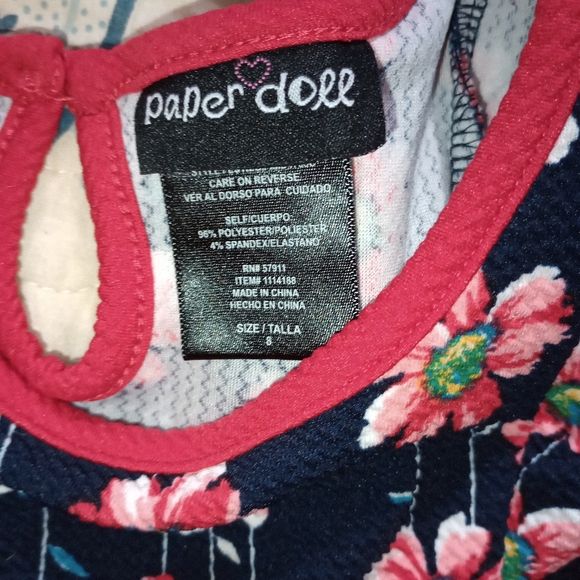 paper doll
CARE ON REVERSE
VER AL DORSO PARA CUIDADO
SELF/CUERPO:
96% POLYESTER/POLIESTER
4% SPANDEX/ELASTANO
RN# 57911
ITEM# 1114188
MADE IN CHINA
HECHO EN CHINA
SIZE / TALLA
8